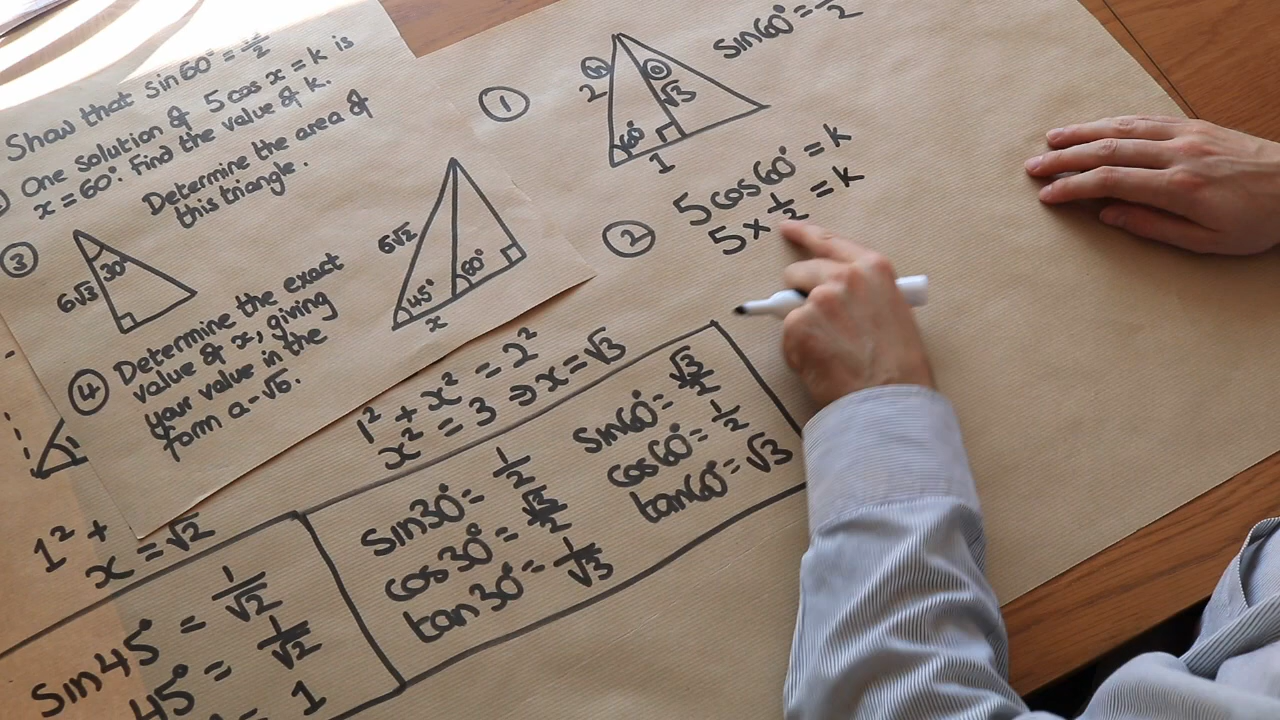 Show that sin60° = √3/2
One solution of 5 cos x° = k is
x = 60°. Find the value of k.
Determine the area of
this triangle.
3
30°
6√3
4
Determine the exact
value of x, giving
your value in the
form a-√b.
6√2
45°
60°
x
1
H
2
60°
O
√3
1
sin60° =
2
2
5cos60° = k
5 × 1/2 = k
1² + x² = 2²
x² = 3 ⇒ x = √3
1² +
x = √2
sin45° = 1/√2
45° = 1/√2
= 1
sin30° = 1/2
cos30° = √3/2
tan30° = 1/√3
sin60° = √3/2
cos60° = 1/2
tan60° = √3